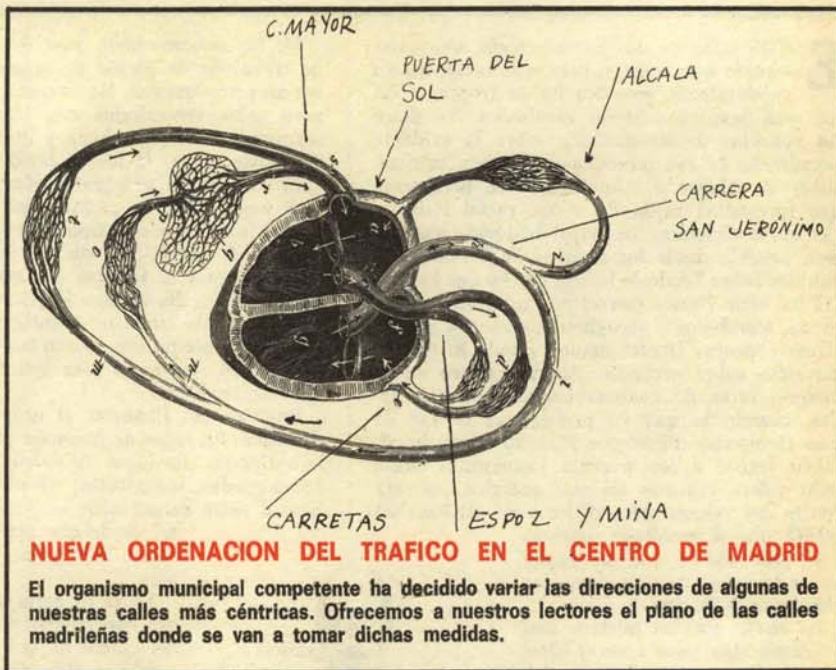 C. MAYOR
PUERTA DEL
SOL
ALCALA
CARRERA
SAN JERÓNIMO
CARRETAS
ESPOZ Y MINA
NUEVA ORDENACION DEL TRAFICO EN EL CENTRO DE MADRID
El organismo municipal competente ha decidido variar las direcciones de algunas de
nuestras calles más céntricas. Ofrecemos a nuestros lectores el plano de las calles
madrileñas donde se van a tomar dichas medidas.